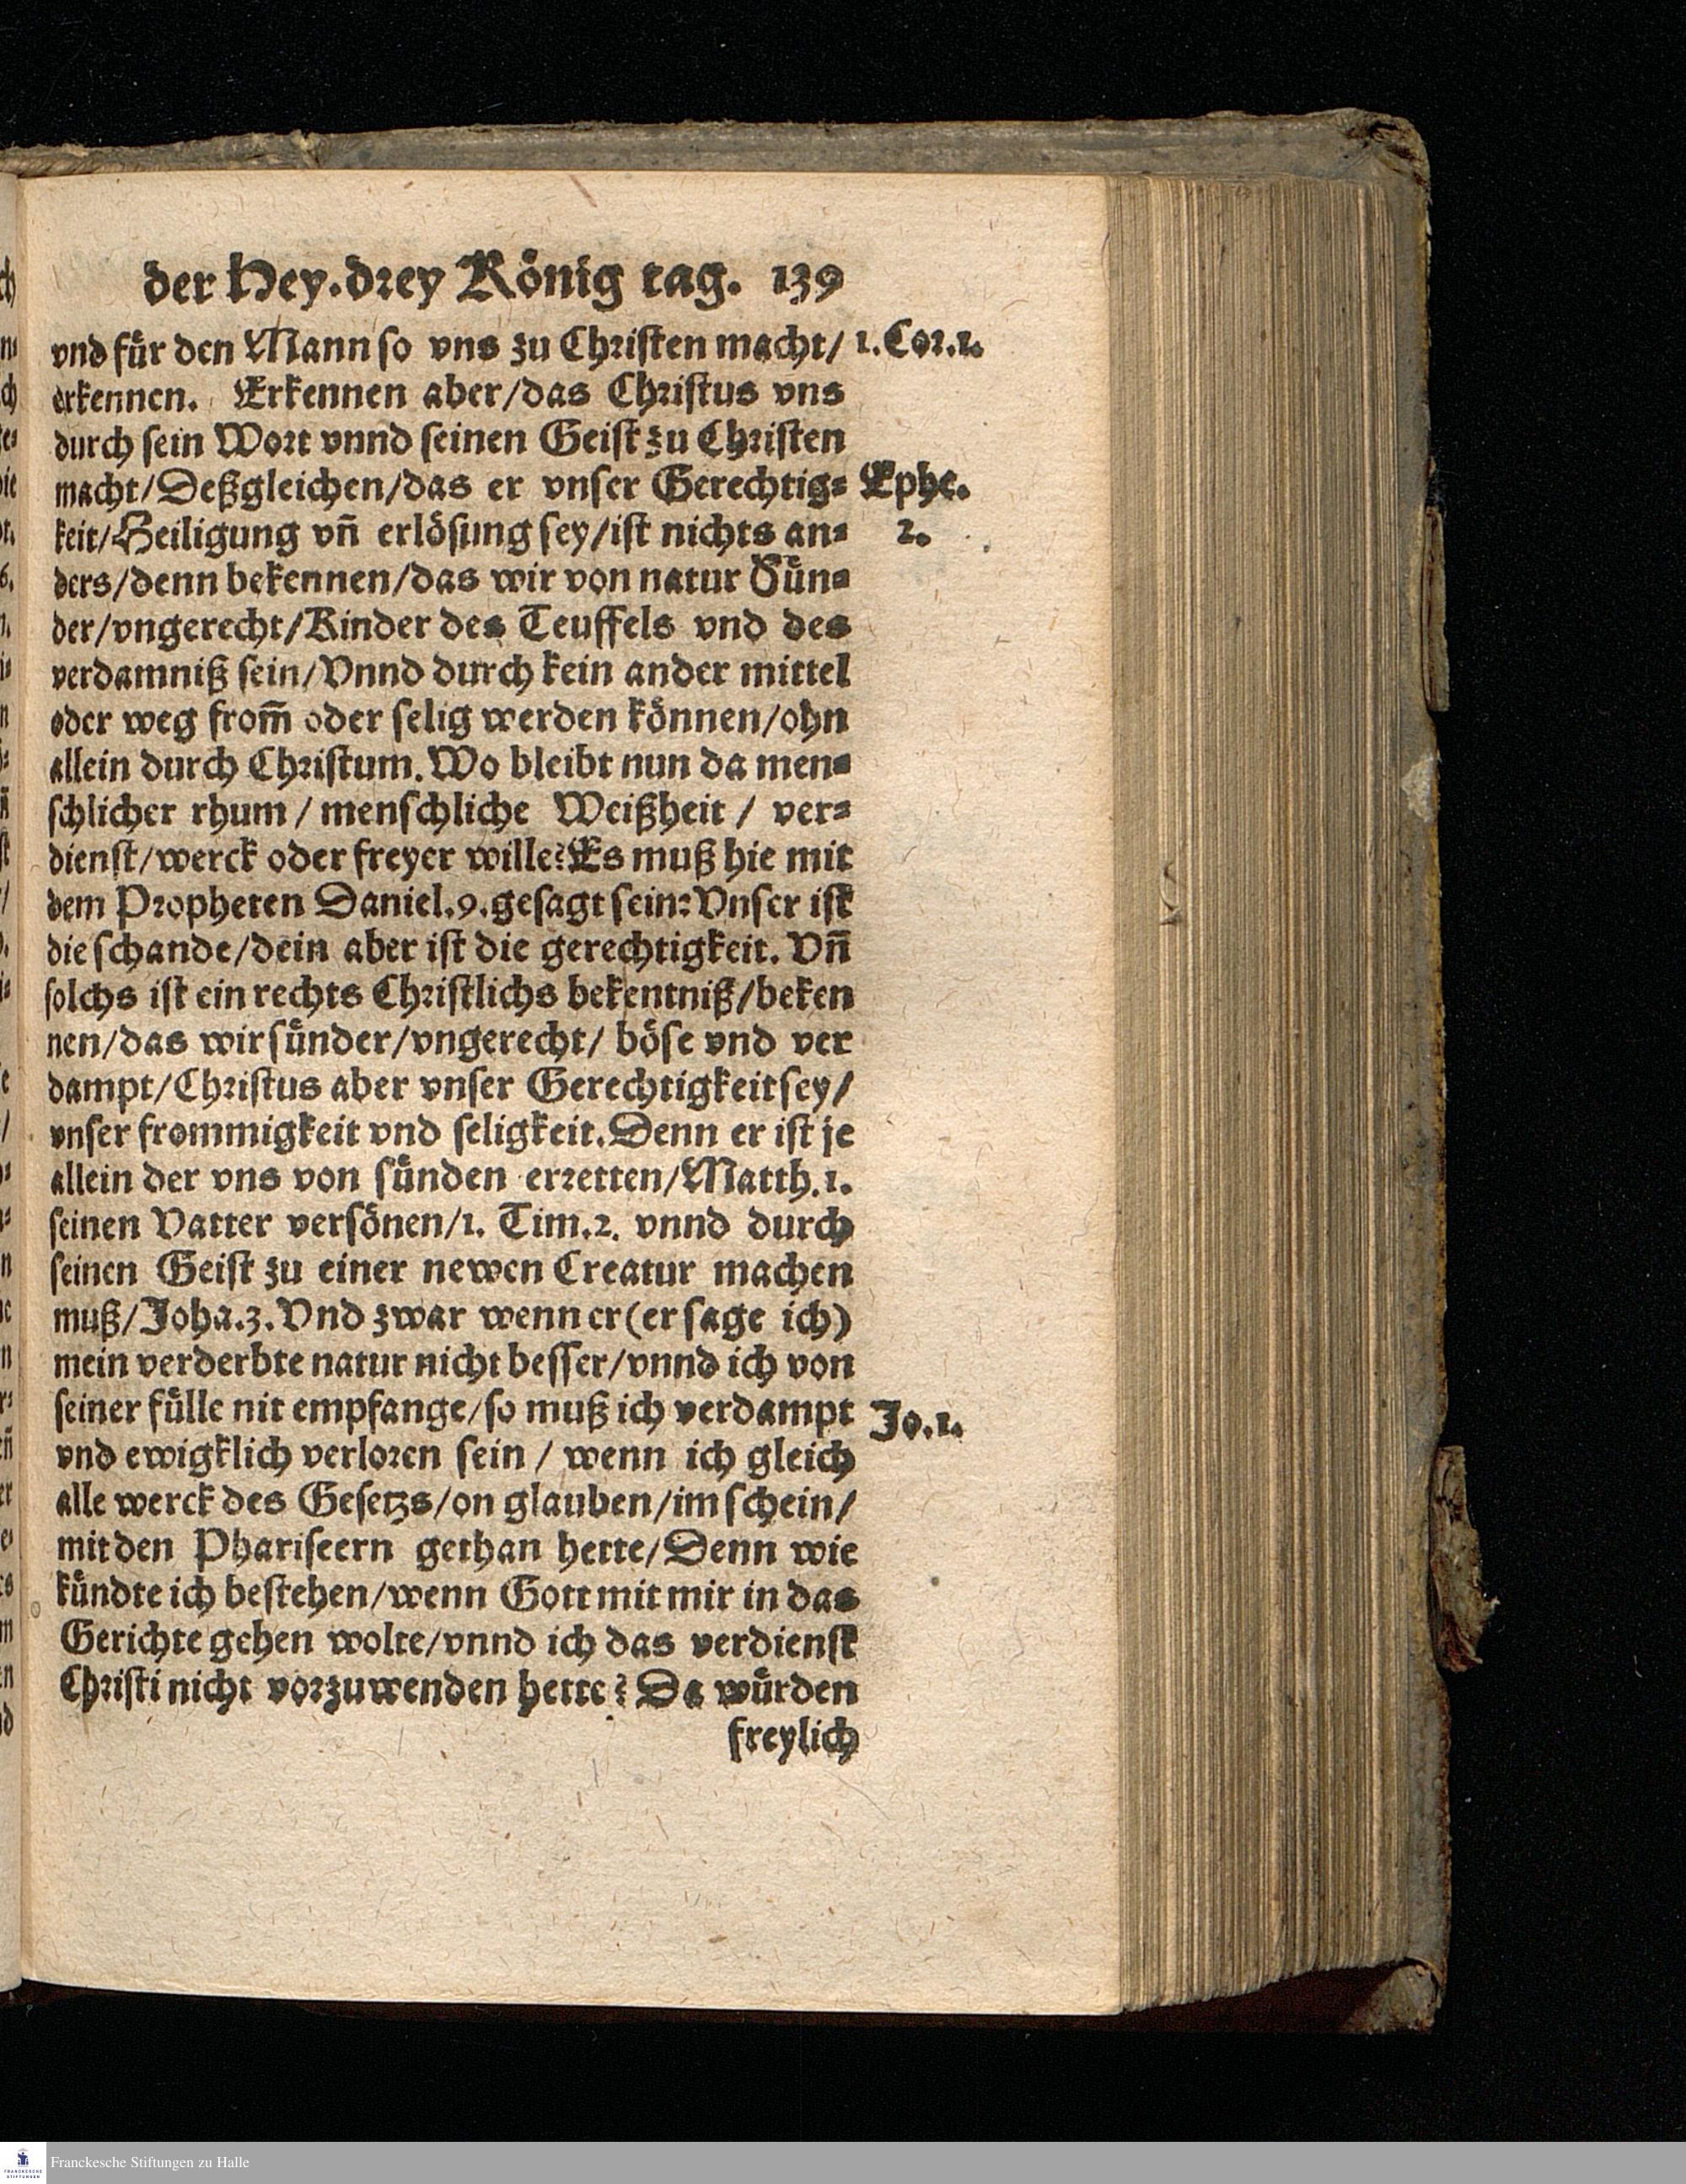 der Hey. drey König tag. 139
vnd für den Mann so vns zu Christen macht/ 1. Cor. 1.
erkennen. Erkennen aber/das Christus vns
durch sein Wort vnnd seinen Geist zu Christen
macht/Deßgleichen/das er vnser Gerechtig= Ephe.
keit/Heiligung vñ erlösung sey/ist nichts an= 2.
ders/denn bekennen/das wir von natur Sün=
der/vngerecht/Kinder des Teuffels vnd des
verdamniß sein/Vnnd durch kein ander mittel
oder weg from̃ oder selig werden können/ohn
allein durch Christum. Wo bleibt nun da men=
schlicher rhum / menschliche Weißheit / ver=
dienst/werck oder freyer wille? Es muß hie mit
dem Propheten Daniel. 9. gesagt sein: Vnser ist
die schande/dein aber ist die gerechtigkeit. Vñ
solchs ist ein rechts Christlichs bekentniß/beken
nen/das wir sünder/vngerecht/ böse vnd ver
dampt/Christus aber vnser Gerechtigkeit sey/
vnser frommigkeit vnd seligkeit. Denn er ist je
allein der vns von sünden erretten/Matth. 1.
seinen Vatter versönen/1. Tim. 2. vnnd durch
seinen Geist zu einer newen Creatur machen
muß/Joha. 3. Vnd zwar wenn er (er sage ich)
mein verderbte natur nicht besser/vnnd ich von
seiner fülle nit empfange/so muß ich verdampt Jo. 1.
vnd ewigklich verloren sein / wenn ich gleich
alle werck des Gesetzs/on glauben/im schein/
mit den Phariseern gethan hette/Denn wie
kündte ich bestehen/wenn Gott mit mir in das
Gerichte gehen wolte/vnnd ich das verdienst
Christi nicht vorzuwenden hette? Da würden
freylich
Franckesche Stiftungen zu Halle